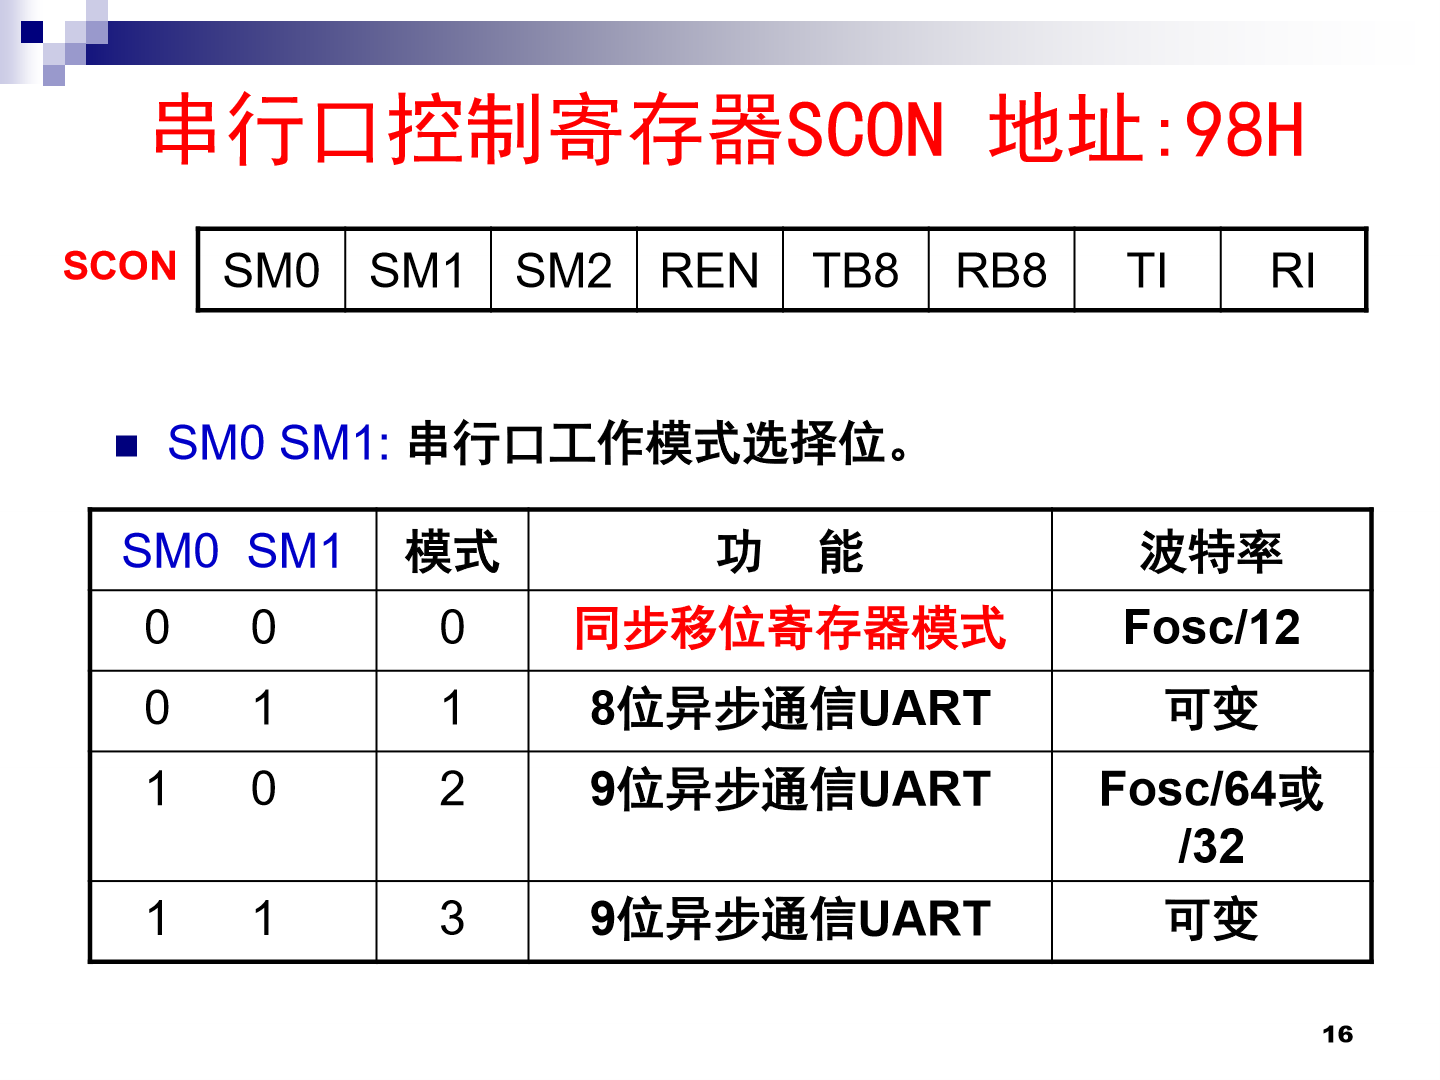 串行口控制寄存器SCON 地址:98H
SCON SM0 SM1 SM2 REN TB8 RB8 TI RI
SM0 SM1: 串行口工作模式选择位。
SM0 SM1 模式 功 能 波特率
0 0 0 同步移位寄存器模式 Fosc/12
0 1 1 8位异步通信UART 可变
1 0 2 9位异步通信UART Fosc/64或
/32
1 1 3 9位异步通信UART 可变
16